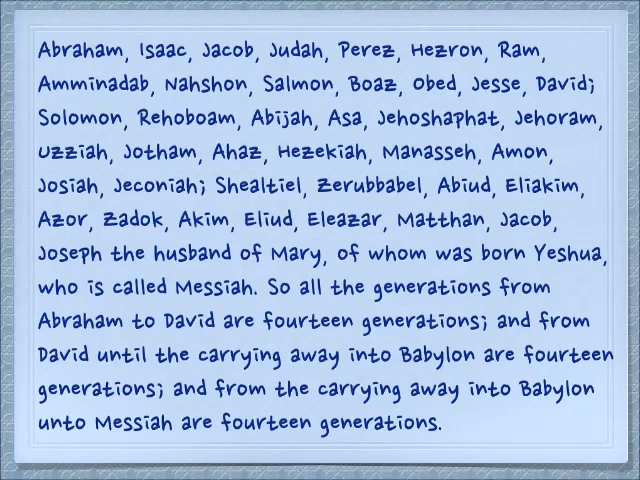 Abraham, Isaac, Jacob, Judah, Perez, Hezron, Ram,
Amminadab, Nahshon, Salmon, Boaz, Obed, Jesse, David;
Solomon, Rehoboam, Abijah, Asa, Jehoshaphat, Jehoram,
Uzziah, Jotham, Ahaz, Hezekiah, Manasseh, Amon,
Josiah, Jeconiah; Shealtiel, Zerubbabel, Abiud, Eliakim,
Azor, Zadok, Akim, Eliud, Eleazar, Matthan, Jacob,
Joseph the husband of Mary, of whom was born Yeshua,
who is called Messiah. So all the generations from
Abraham to David are fourteen generations; and from
David until the carrying away into Babylon are fourteen
generations; and from the carrying away into Babylon
unto Messiah are fourteen generations.